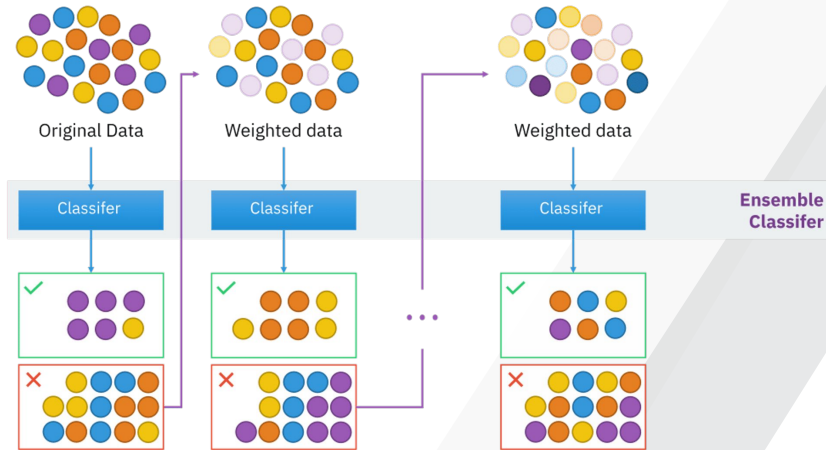 Original Data
Weighted data
Weighted data
Classifer
Classifer
Classifer
Ensemble
Classifer